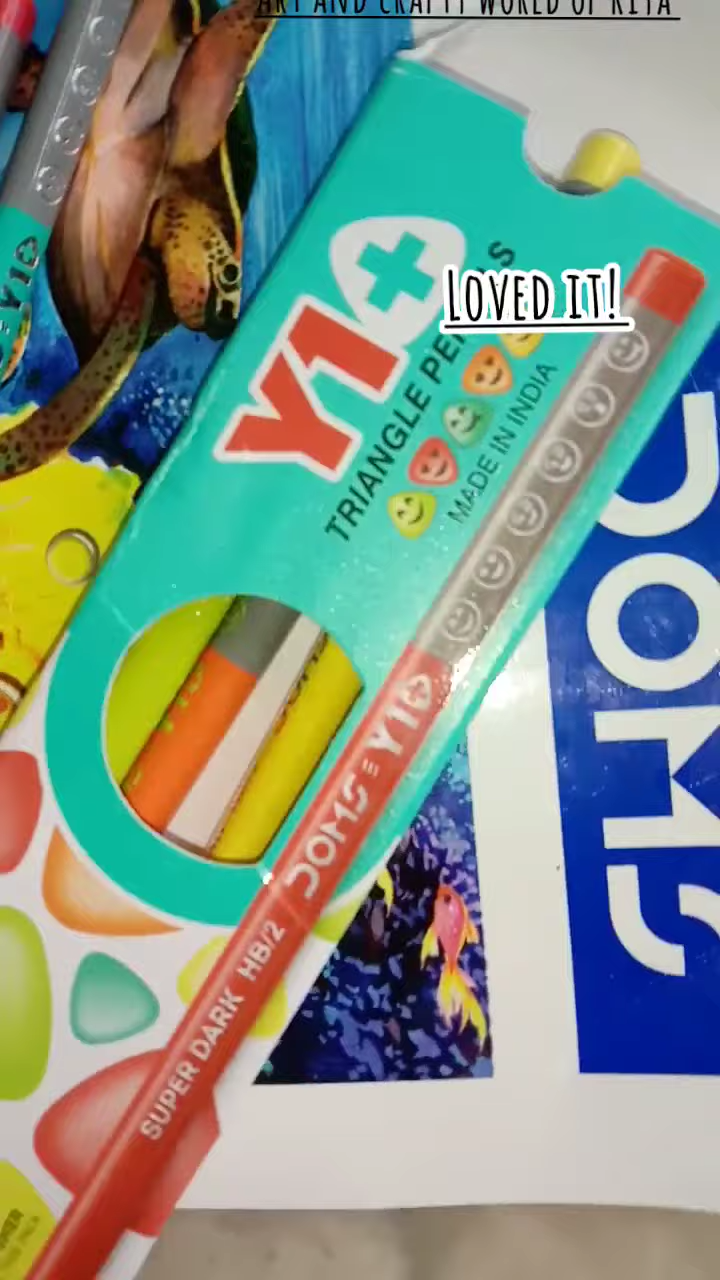 ART AND CRAFTY WORLD OF RITA
Y1+
LOVED IT!
TRIANGLE PENCILS
MADE IN INDIA
DOMS
DOMS Y1+
SUPER DARK HB/2
Y1+